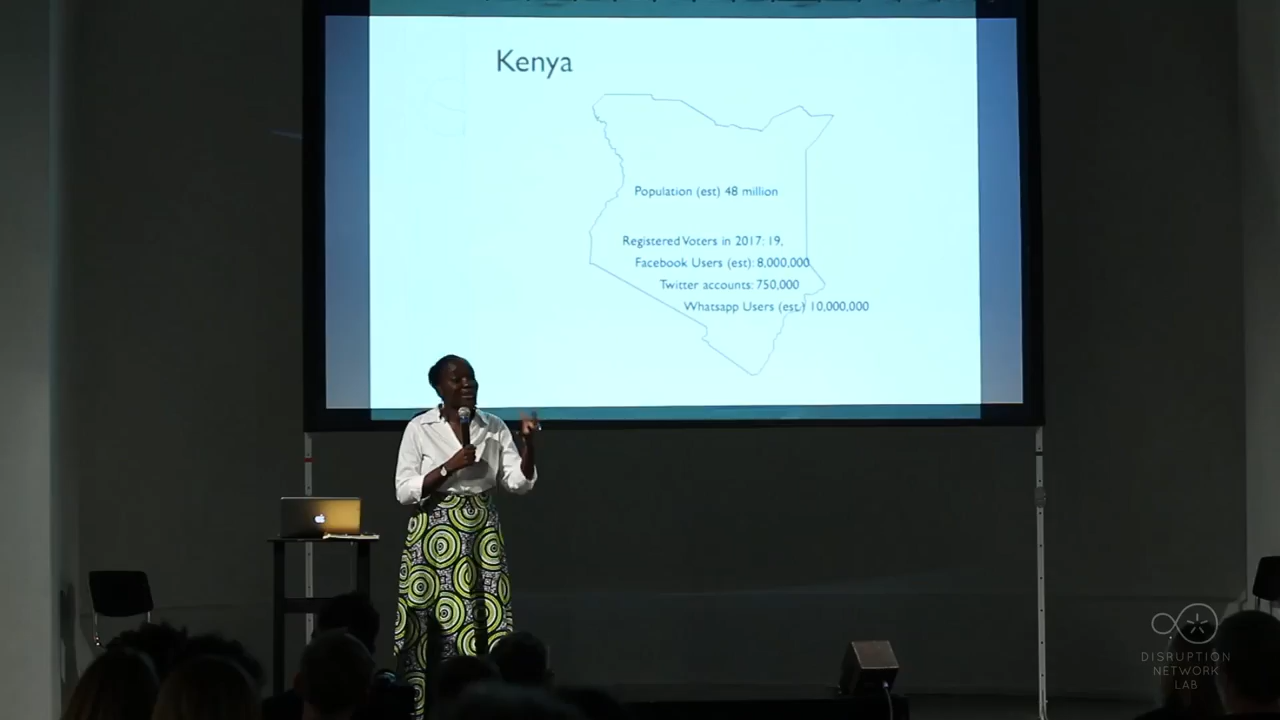 Kenya
Population (est) 48 million
Registered Voters in 2017: 19,
Facebook Users (est): 8,000,000
Twitter accounts: 750,000
Whatsapp Users (est.) 10,000,000
DISRUPTION
NETWORK
LAB